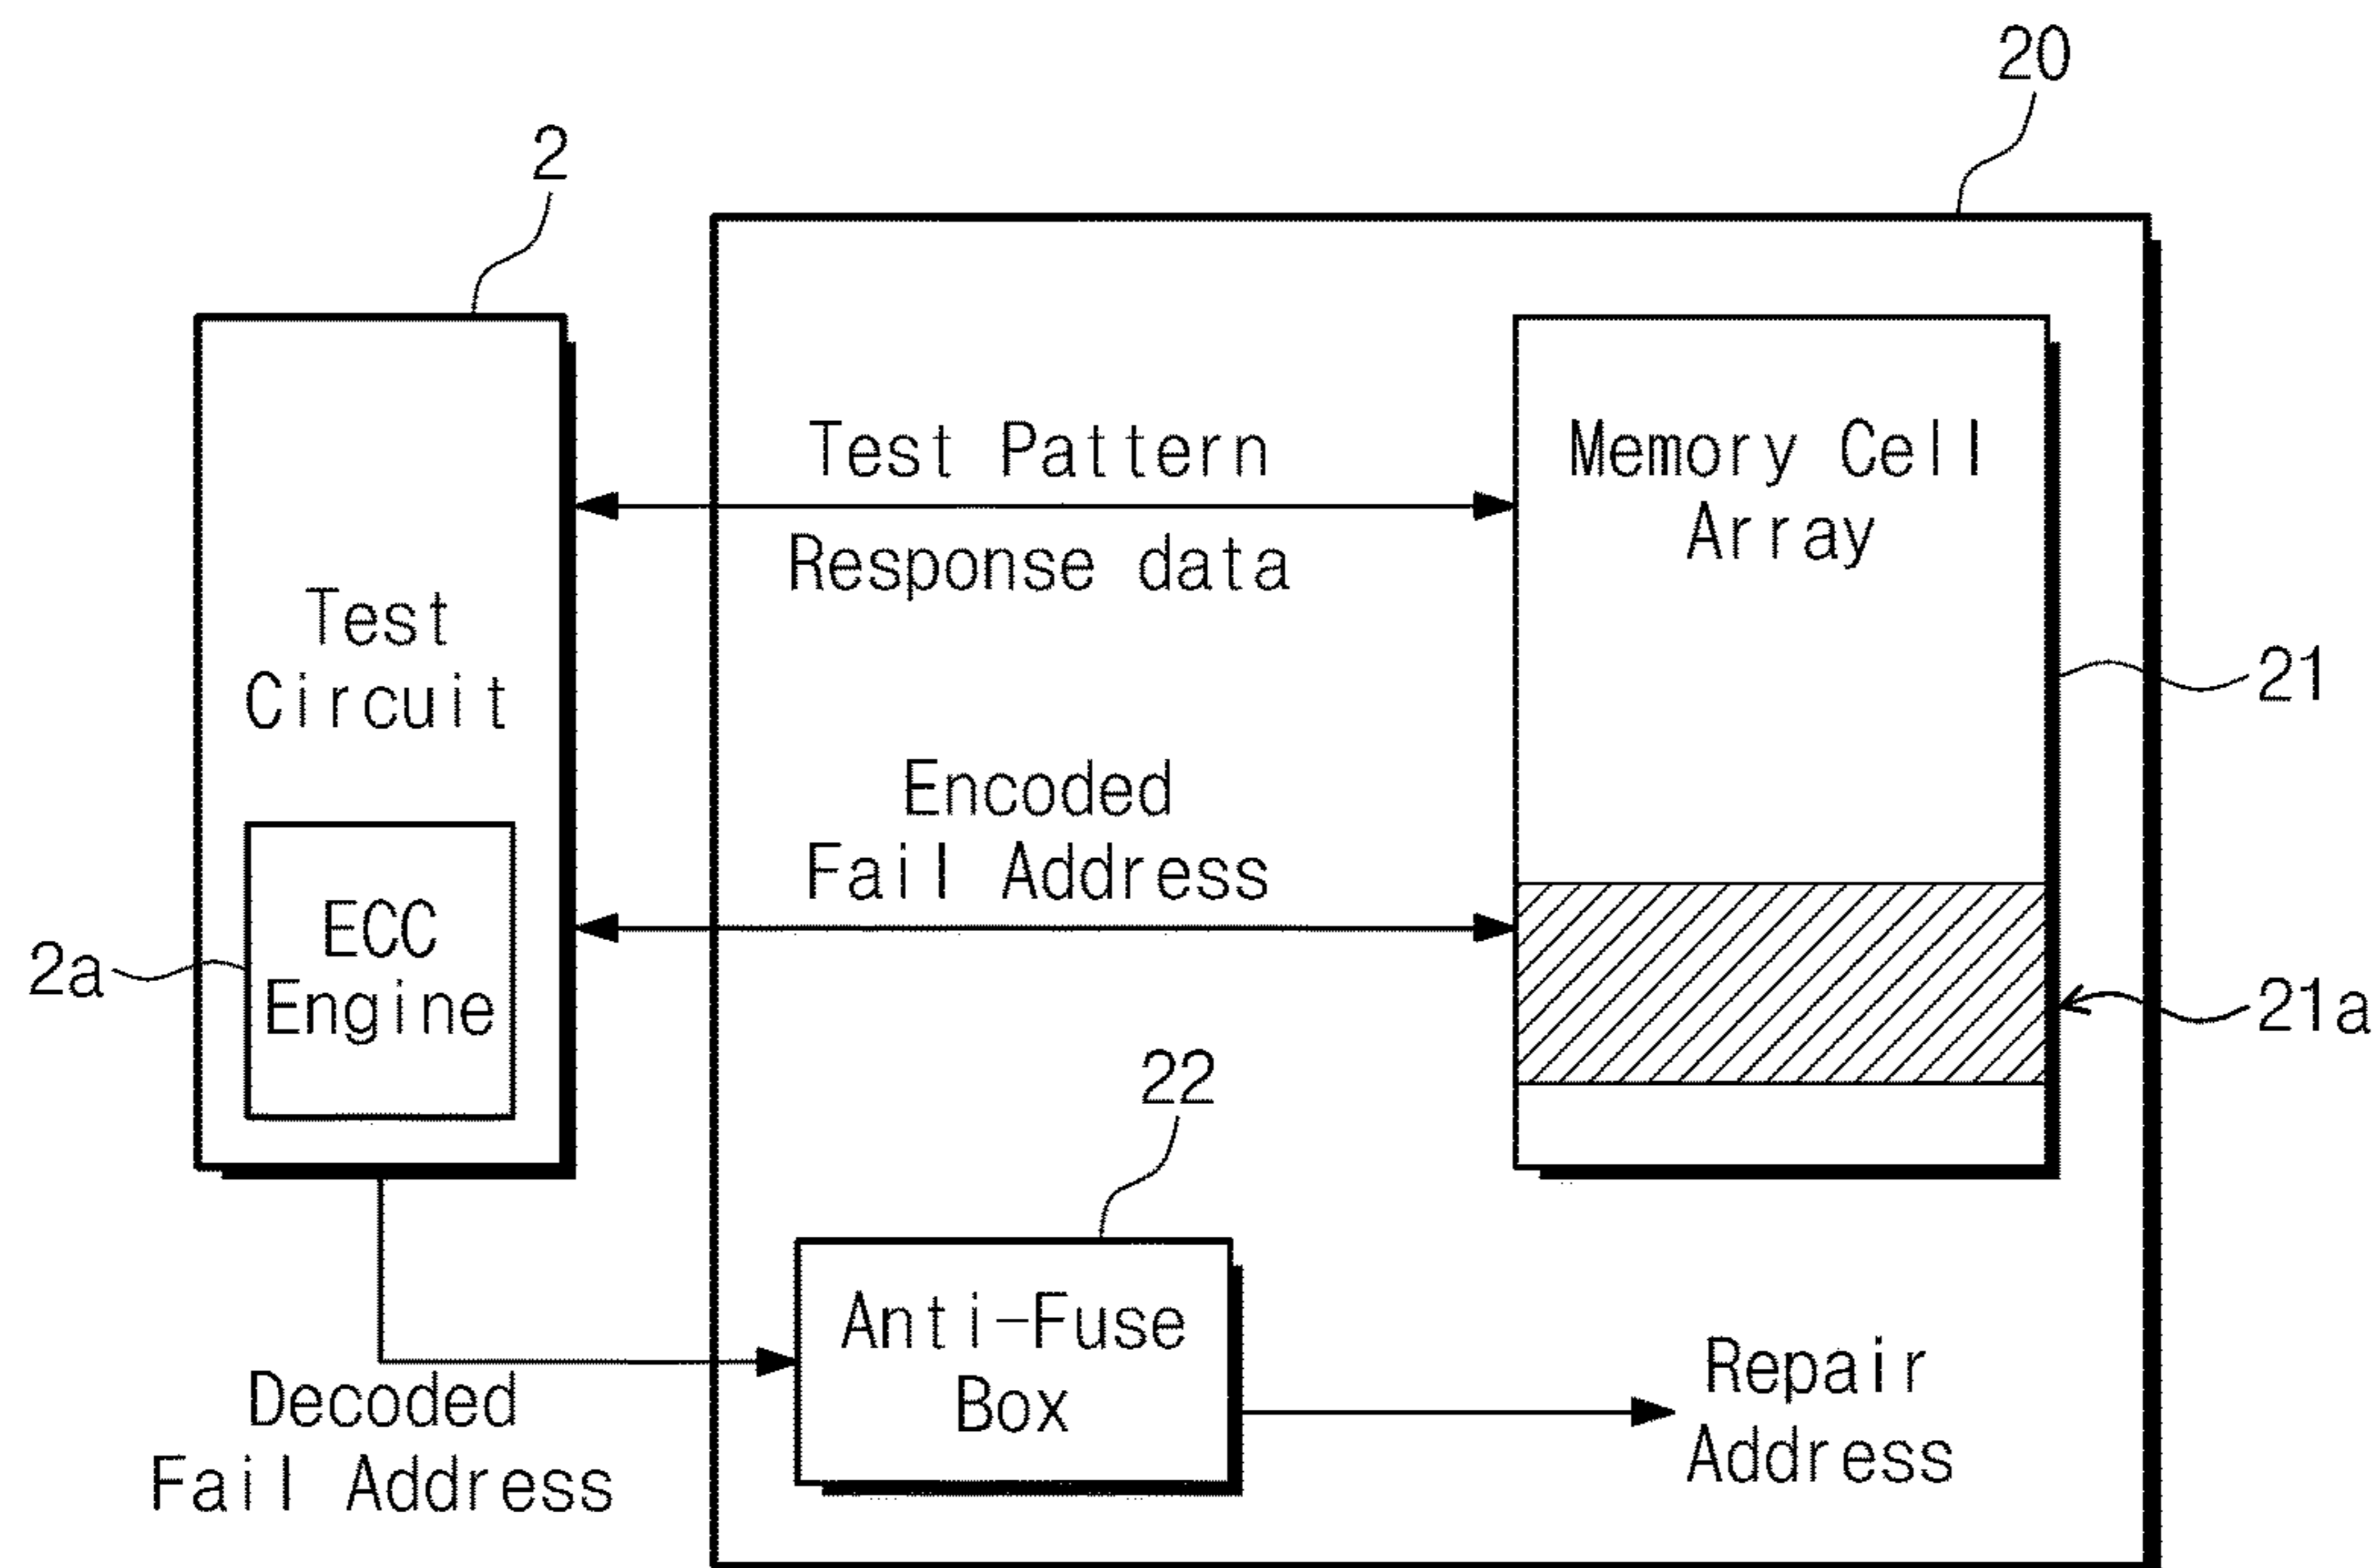 20
2
Test Pattern
Response data
Memory Cell
Array
Test
Circuit
21
Encoded
Fail Address
ECC
Engine
2a
21a
22
Anti-Fuse
Box
Decoded
Fail Address
Repair
Address